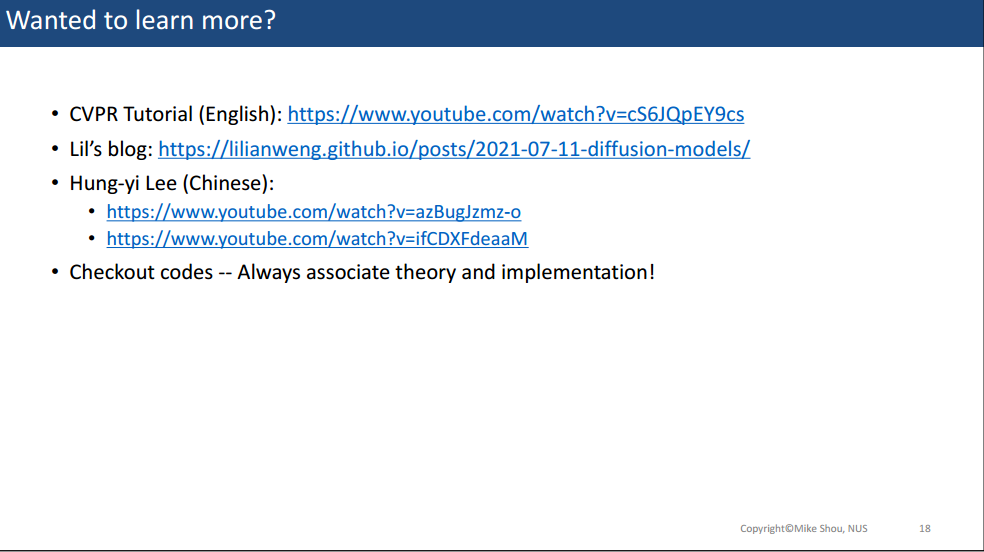 Wanted to learn more?
• CVPR Tutorial (English): https://www.youtube.com/watch?v=cS6JQpEY9cs
• Lil’s blog: https://lilianweng.github.io/posts/2021-07-11-diffusion-models/
• Hung-yi Lee (Chinese):
• https://www.youtube.com/watch?v=azBugJzmz-o
• https://www.youtube.com/watch?v=ifCDXFdeaaM
• Checkout codes -- Always associate theory and implementation!
Copyright©Mike Shou, NUS 18